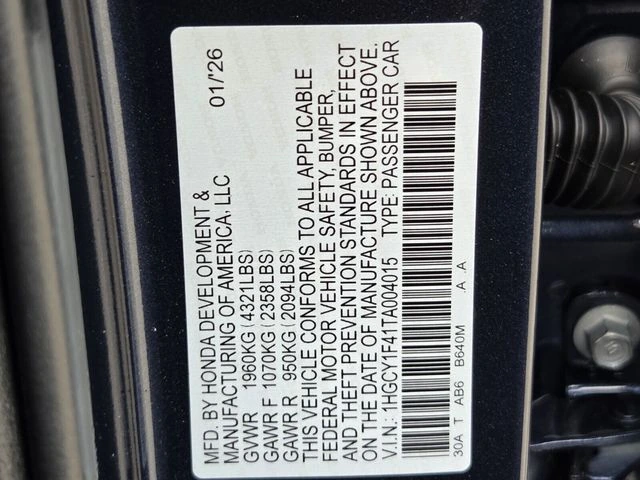 MFD. BY HONDA DEVELOPMENT &
MANUFACTURING OF AMERICA, LLC 01/'26
GVWR 1960KG (4321LBS)
GAWR F 1070KG (2358LBS)
GAWR R 950KG (2094LBS)
THIS VEHICLE CONFORMS TO ALL APPLICABLE
FEDERAL MOTOR VEHICLE SAFETY, BUMPER,
AND THEFT PREVENTION STANDARDS IN EFFECT
ON THE DATE OF MANUFACTURE SHOWN ABOVE.
V.I.N.: 1HGCY1F41TA004015 TYPE: PASSENGER CAR
30A T AB6 B640M .A .A